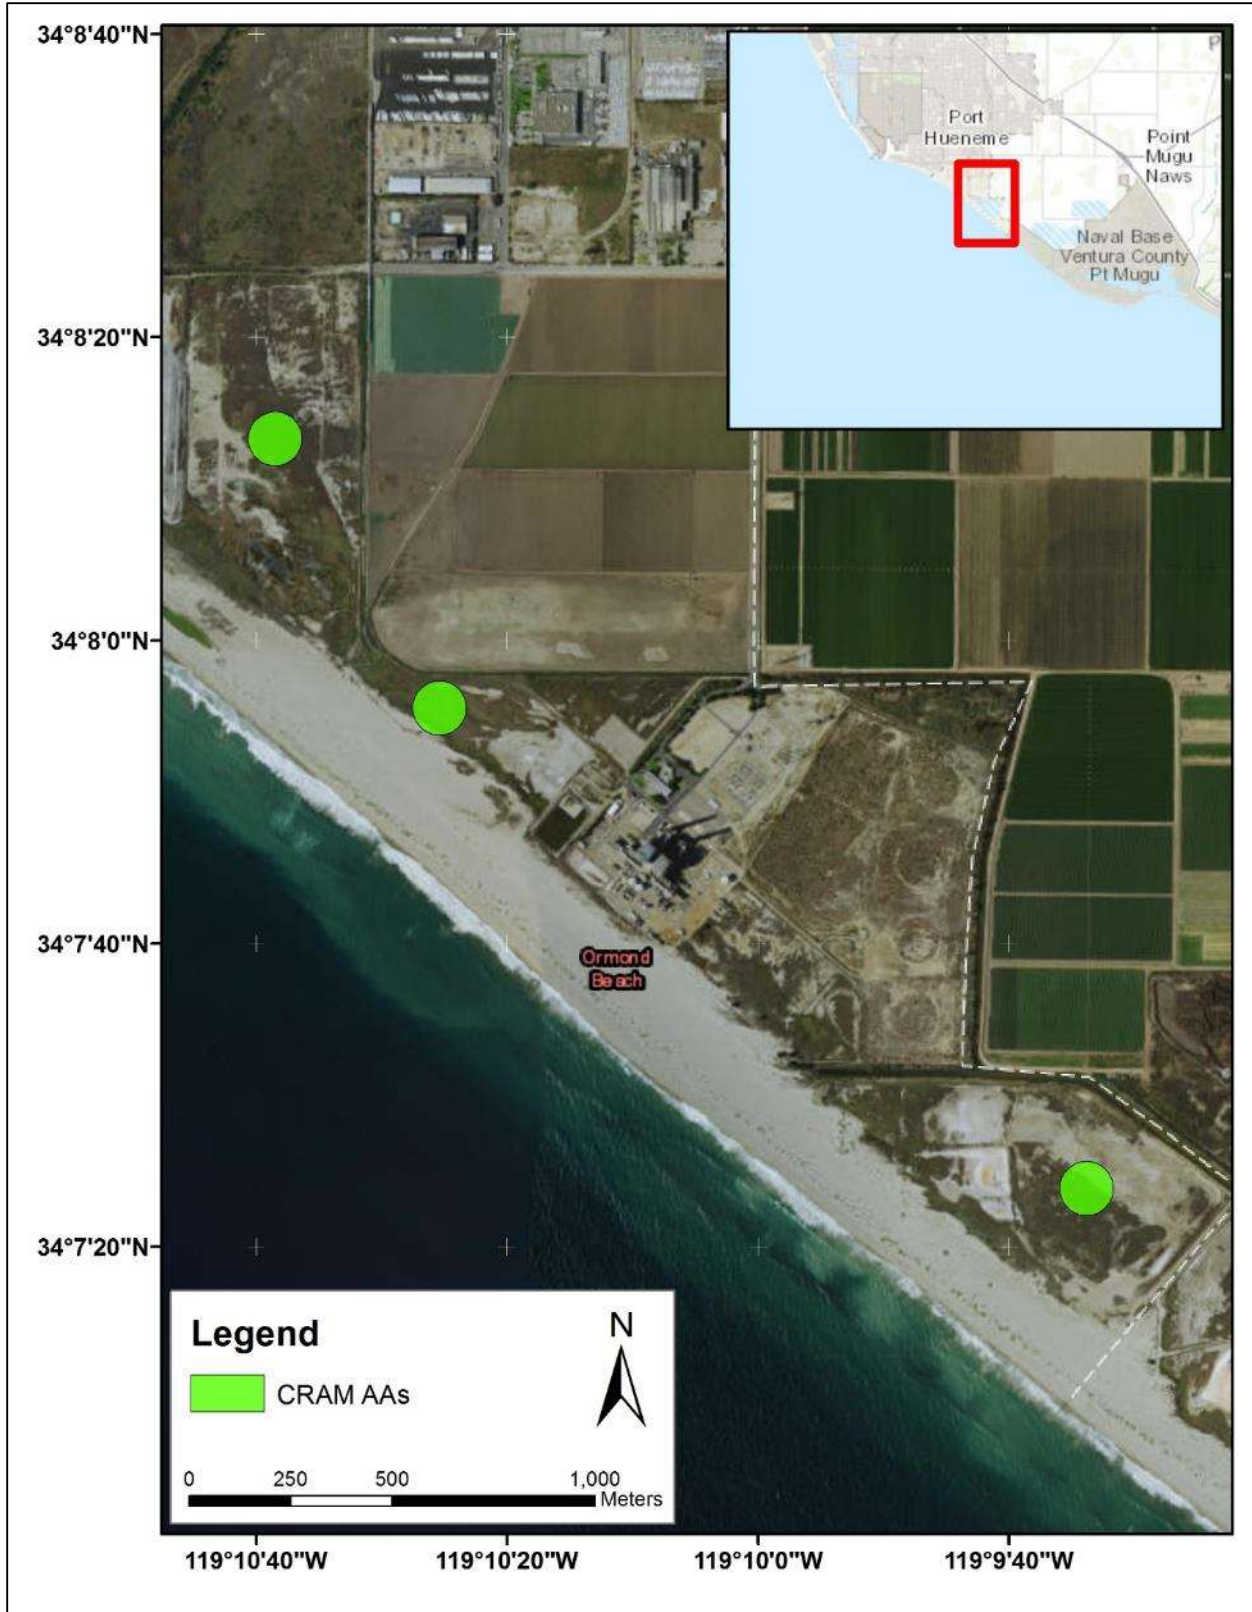 34°8'40"N
P
Port
Hueneme
Point
Mugu
Naws
Naval Base
Ventura County
Pt Mugu
34°8'20"N
34°8'0"N
34°7'40"N
Ormond
Beach
34°7'20"N
Legend
N
CRAM AAs
0 250 500 1,000
Meters
119°10'40"W 119°10'20"W 119°10'0"W 119°9'40"W